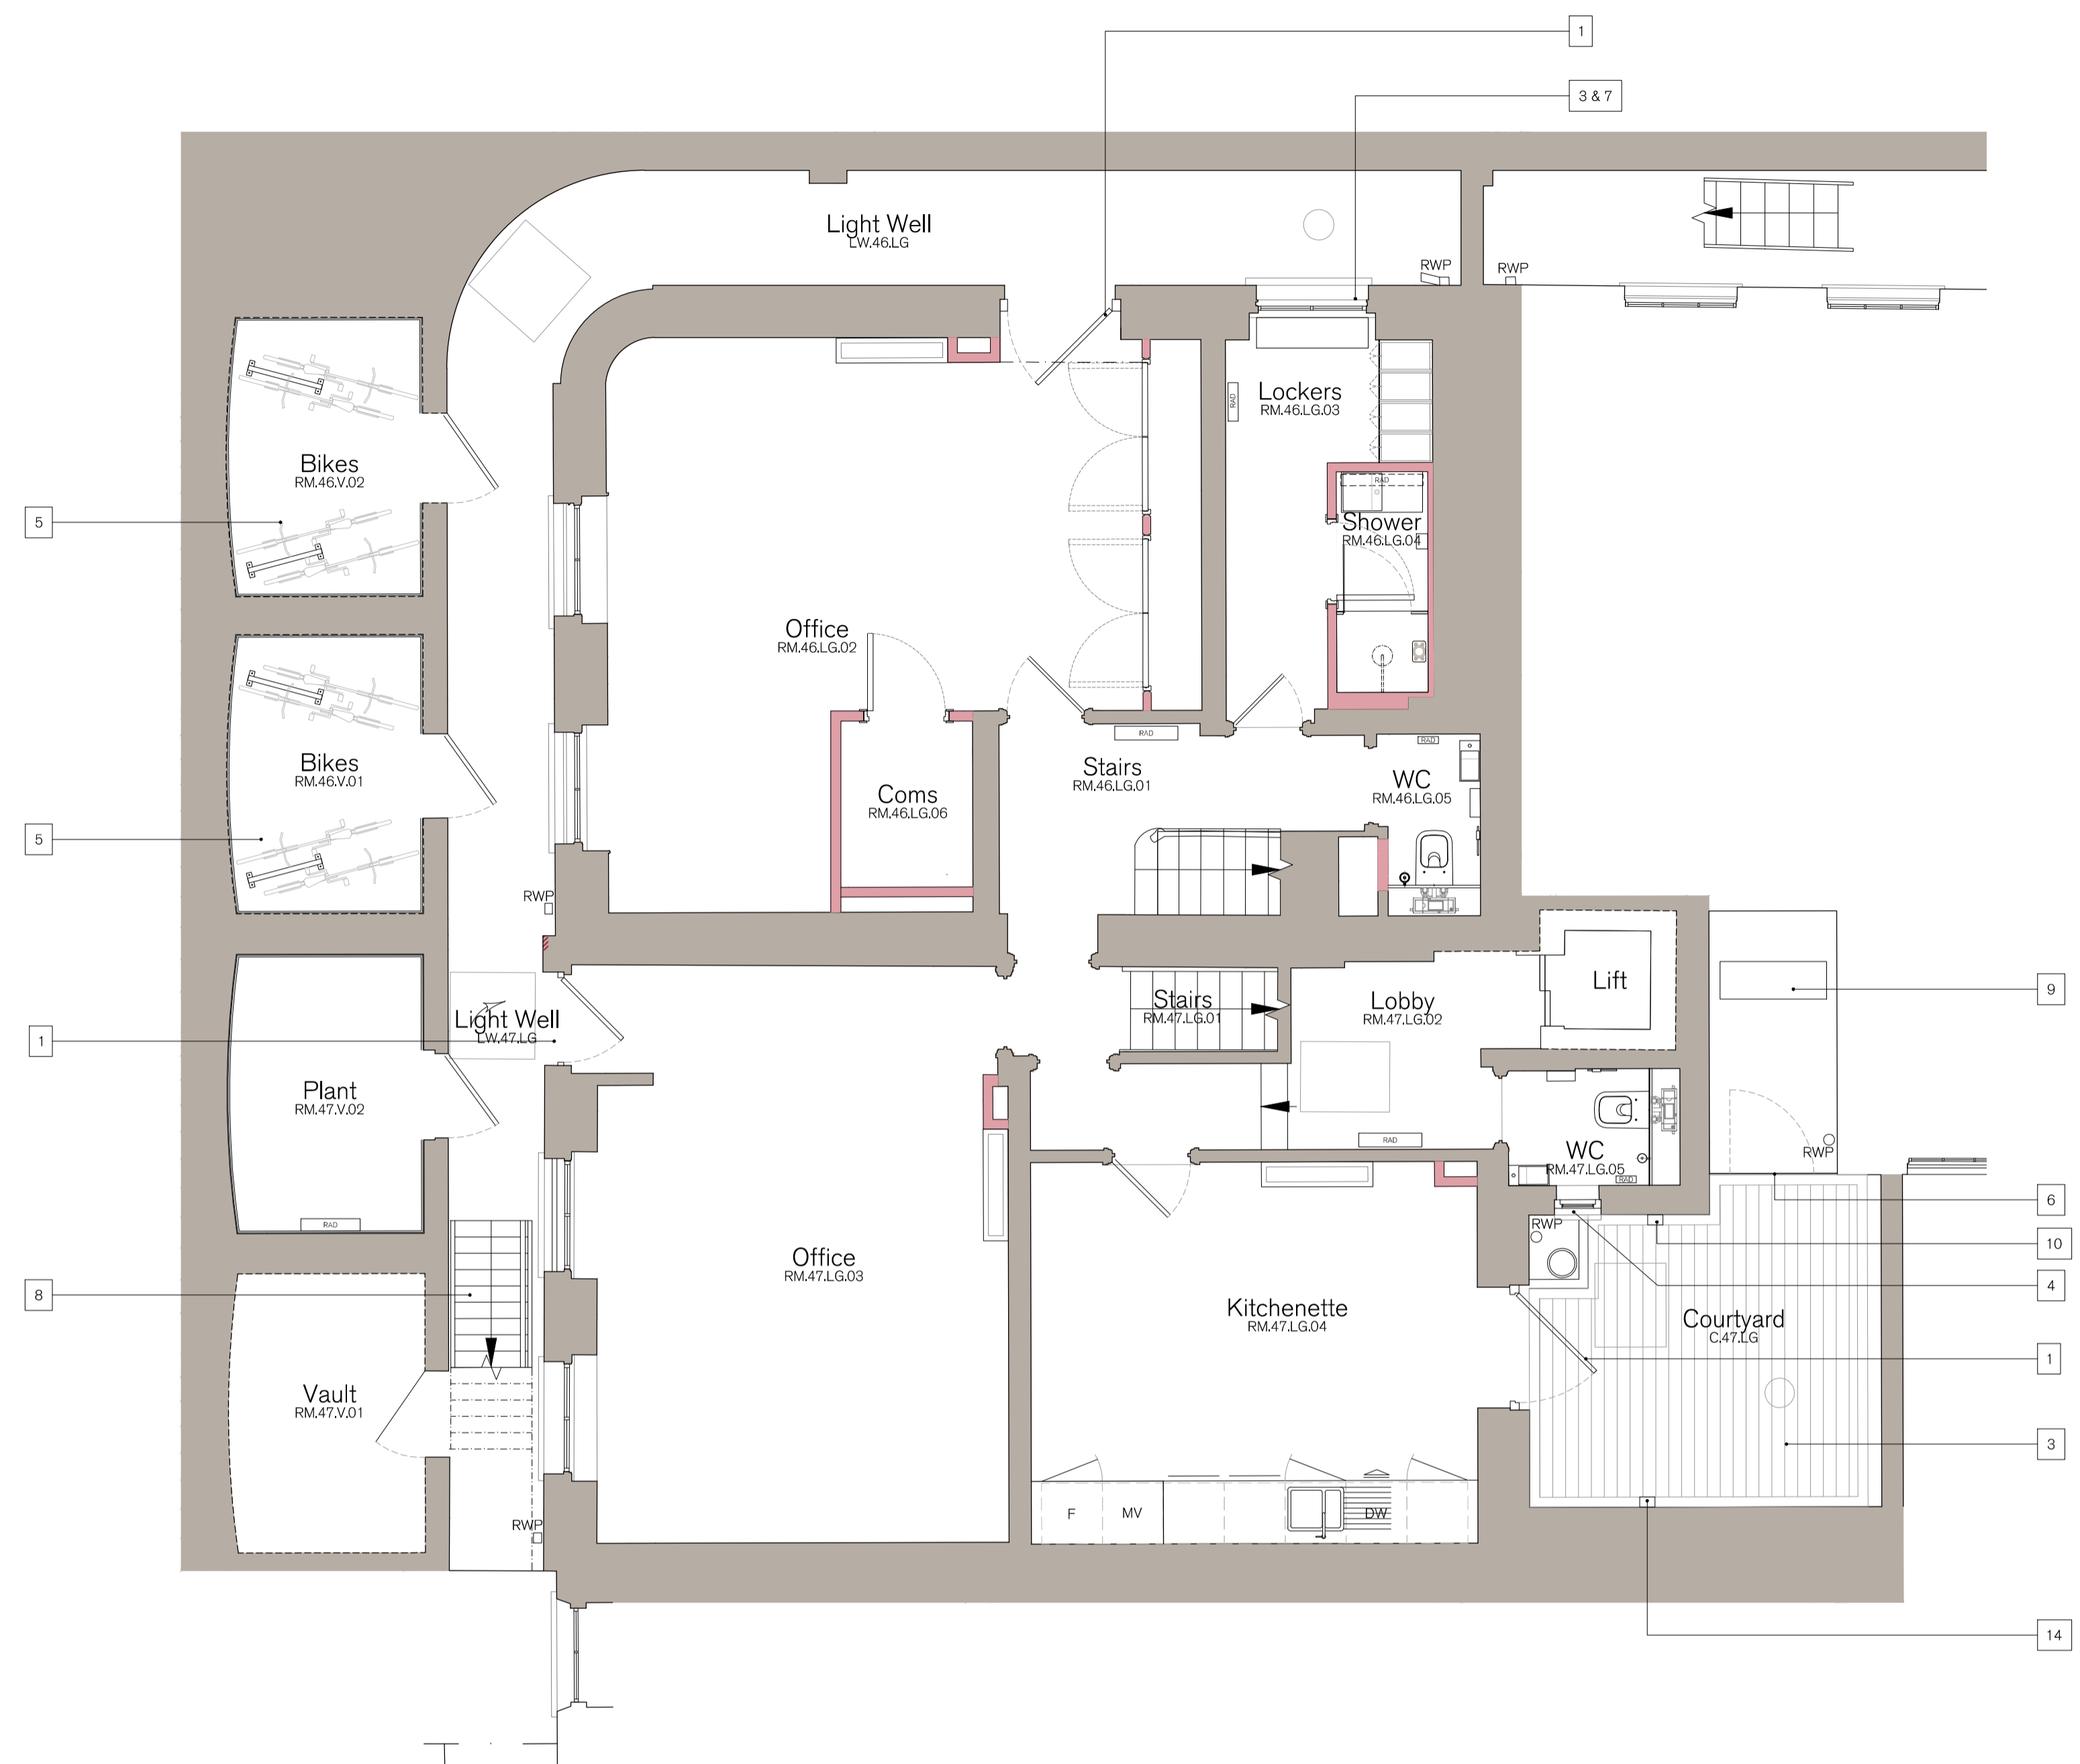 1
3 & 7
Light Well
LW.46.LG
RWP
RWP
Lockers
RM.46.LG.03
RAD
Bikes
RM.46.V.02
RAD
Shower
RM.46.LG.04
5
Office
RM.46.LG.02
RAD
RAD
Bikes
RM.46.V.01
Stairs
RM.46.LG.01
WC
RM.46.LG.05
Coms
RM.46.LG.06
5
RWP
Lift
9
Stairs
RM.47.LG.01
Lobby
RM.47.LG.02
Light Well
LW.47.LG
1
Plant
RM.47.V.02
RAD
RAD
WC
RM.47.LG.05
RAD
RWP
6
RWP
10
4
Office
RM.47.LG.03
8
Kitchenette
RM.47.LG.04
Courtyard
C.47.LG
1
Vault
RM.47.V.01
3
F
MV
DW
RWP
14